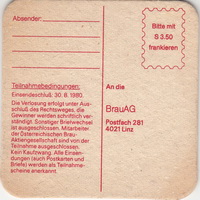 Absender:
Bitte mit
S 3.50
frankieren
Teilnahmebedingungen:
Einsendeschluß: 30. 6. 1980.
Die Verlosung erfolgt unter Aus-
schluß des Rechtsweges, die
Gewinner werden schriftlich ver-
ständigt. Sonstiger Briefwechsel
ist ausgeschlossen. Mitarbeiter
der Österreichischen Brau-
Aktiengesellschaft sind von der
Teilnahme ausgeschlossen.
Kein Kaufzwang. Alle Einsen-
dungen (auch Postkarten und
Briefe) werden als Teilnahme-
scheine anerkannt.
An die
BrauAG
Postfach 281
4021 Linz